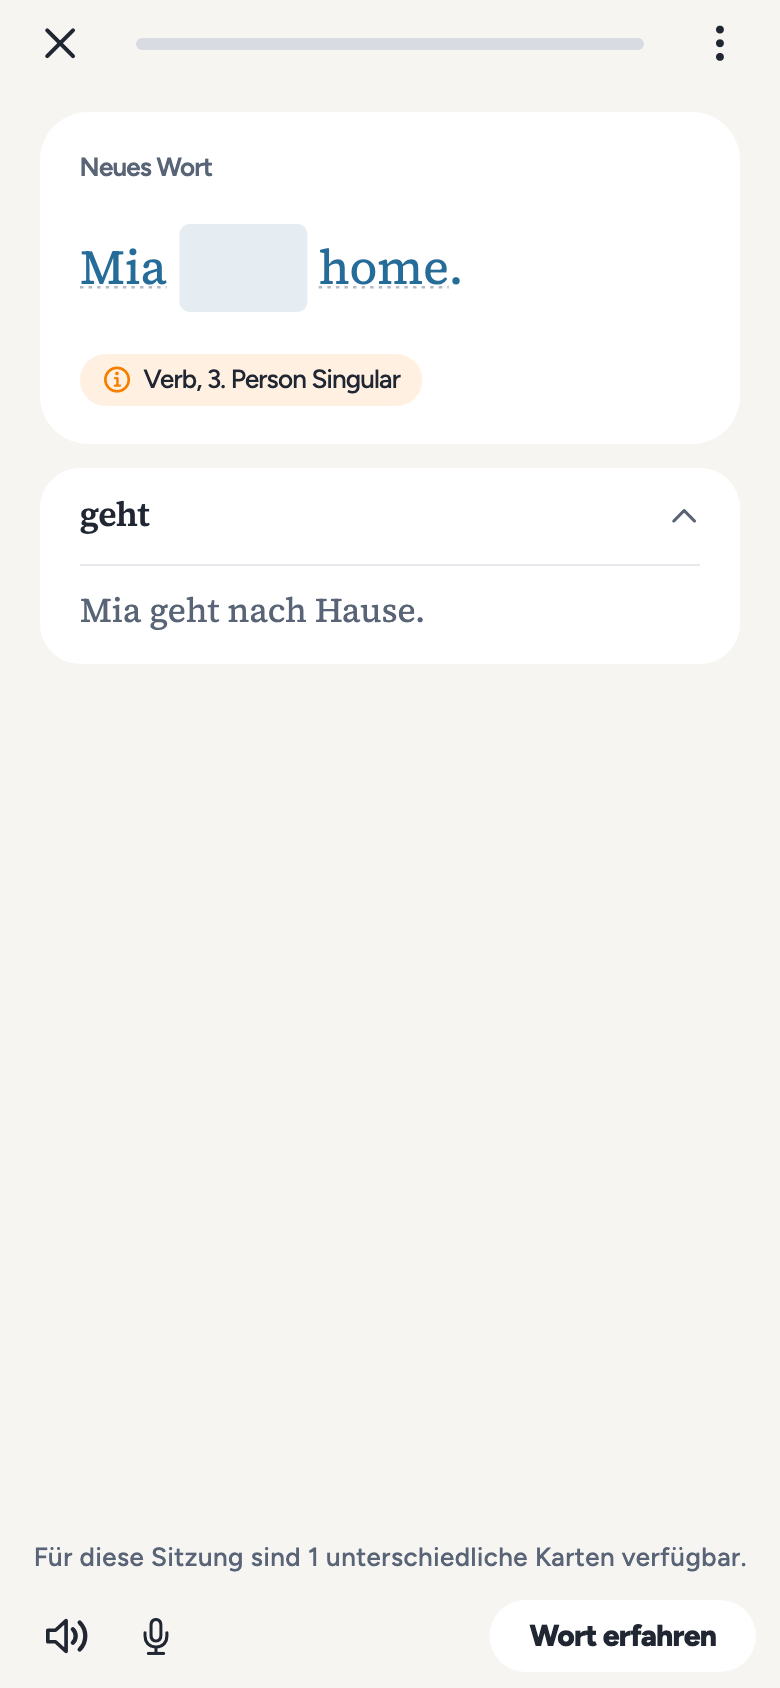 Neues Wort
Mia home.
Verb, 3. Person Singular
geht
Mia geht nach Hause.
Für diese Sitzung sind 1 unterschiedliche Karten verfügbar.
Wort erfahren